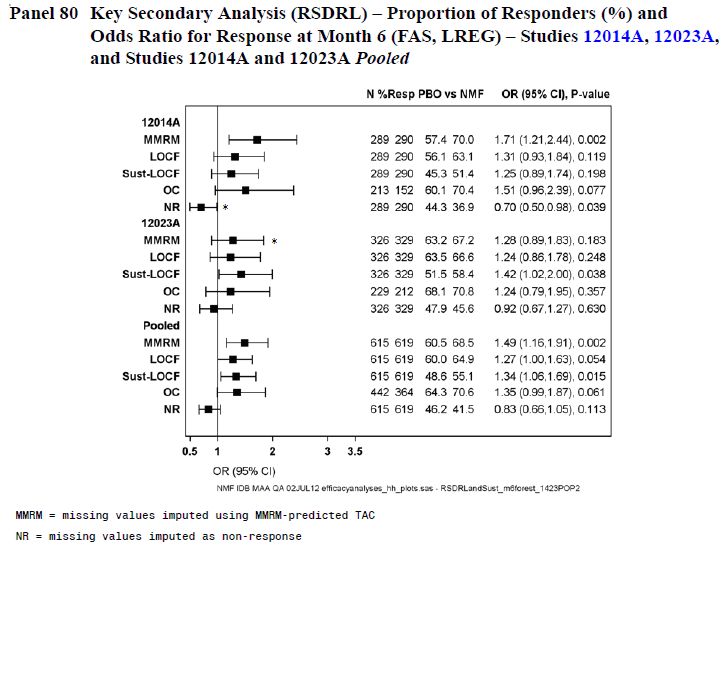 Panel 80 Key Secondary Analysis (RSDRL) – Proportion of Responders (%) and
Odds Ratio for Response at Month 6 (FAS, LREG) – Studies 12014A, 12023A,
and Studies 12014A and 12023A Pooled
N %Resp PBO vs NMF OR (95% CI), P-value
12014A
MMRM 289 290 57.4 70.0 1.71 (1.21,2.44), 0.002
LOCF 289 290 56.1 63.1 1.31 (0.93,1.84), 0.119
Sust-LOCF 289 290 45.3 51.4 1.25 (0.89,1.74), 0.198
OC 213 152 60.1 70.4 1.51 (0.96,2.39), 0.077
NR * 289 290 44.3 36.9 0.70 (0.50,0.98), 0.039
12023A
MMRM * 326 329 63.2 67.2 1.28 (0.89,1.83), 0.183
LOCF 326 329 63.5 66.6 1.24 (0.86,1.78), 0.248
Sust-LOCF 326 329 51.5 58.4 1.42 (1.02,2.00), 0.038
OC 229 212 68.1 70.8 1.24 (0.79,1.95), 0.357
NR 326 329 47.9 45.6 0.92 (0.67,1.27), 0.630
Pooled
MMRM 615 619 60.5 68.5 1.49 (1.16,1.91), 0.002
LOCF 615 619 60.0 64.9 1.27 (1.00,1.63), 0.054
Sust-LOCF 615 619 48.6 55.1 1.34 (1.06,1.69), 0.015
OC 442 364 64.3 70.6 1.35 (0.99,1.87), 0.061
NR 615 619 46.2 41.5 0.83 (0.66,1.05), 0.113
0.5 1 2 3 3.5
OR (95% CI)
NMF IDB MAA QA 02JUL12 efficacyanalyses_hh_plots.sas - RSDRLandSust_m6forest_1423POP2
MMRM = missing values imputed using MMRM-predicted TAC
NR = missing values imputed as non-response